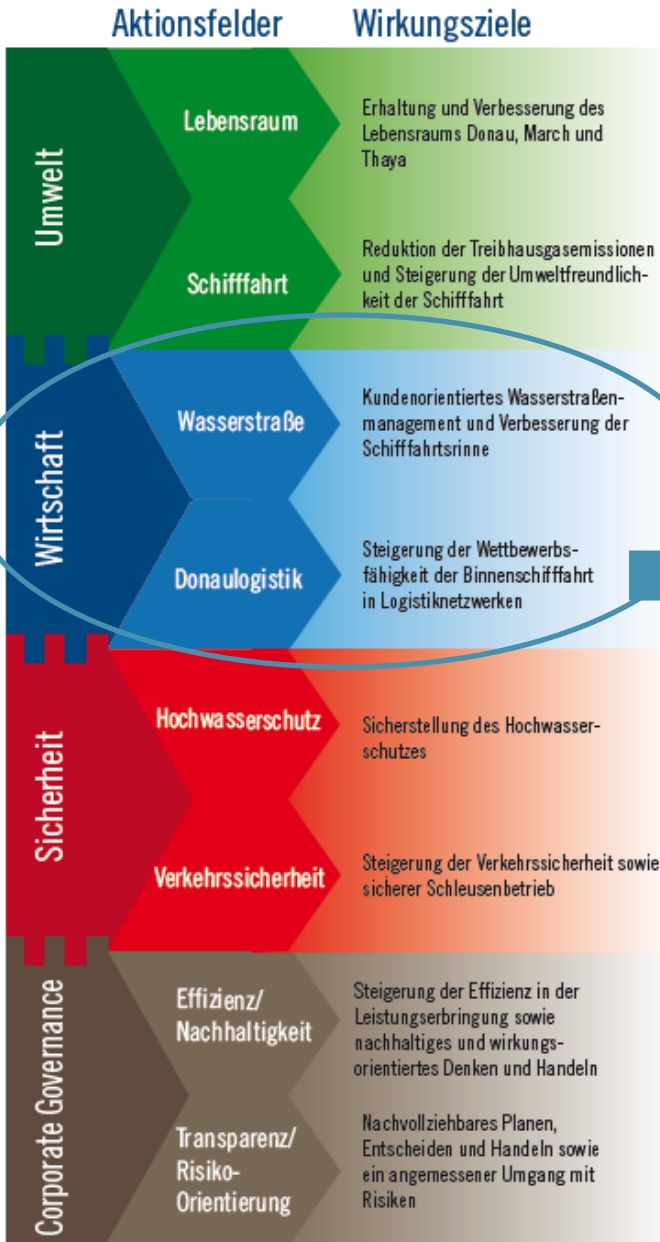 Aktionsfelder Wirkungsziele
Umwelt
Lebensraum
Erhaltung und Verbesserung des
Lebensraums Donau, March und
Thaya
Schifffahrt
Reduktion der Treibhausgasemissionen
und Steigerung der Umweltfreundlich-
keit der Schifffahrt
Wirtschaft
Wasserstraße
Kundenorientiertes Wasserstraßen-
management und Verbesserung der
Schifffahrtsrinne
Donaulogistik
Steigerung der Wettbewerbs-
fähigkeit der Binnenschifffahrt
in Logistiknetzwerken
Sicherheit
Hochwasserschutz
Sicherstellung des Hochwasser-
schutzes
Verkehrssicherheit
Steigerung der Verkehrssicherheit sowie
sicherer Schleusenbetrieb
Corporate Governance
Effizienz/
Nachhaltigkeit
Steigerung der Effizienz in der
Leistungserbringung sowie
nachhaltiges und wirkungs-
orientiertes Denken und Handeln
Transparenz/
Risiko-
Orientierung
Nachvollziehbares Planen,
Entscheiden und Handeln sowie
ein angemessener Umgang mit
Risiken